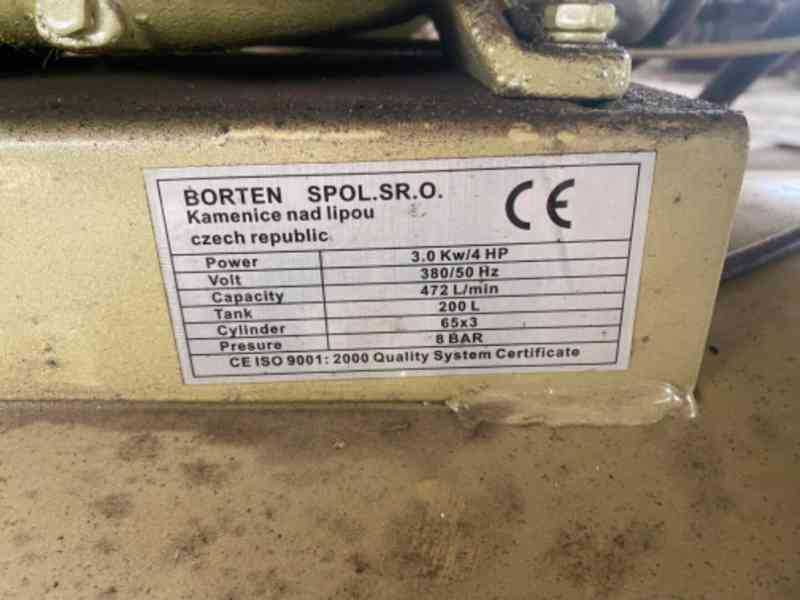 BORTEN SPOL.SR.O.
Kamenice nad lipou
czech republic
CE
Power 3.0 Kw/4 HP
Volt 380/50 Hz
Capacity 472 L/min
Tank 200 L
Cylinder 65x3
Presure 8 BAR
CE ISO 9001: 2000 Quality System Certificate